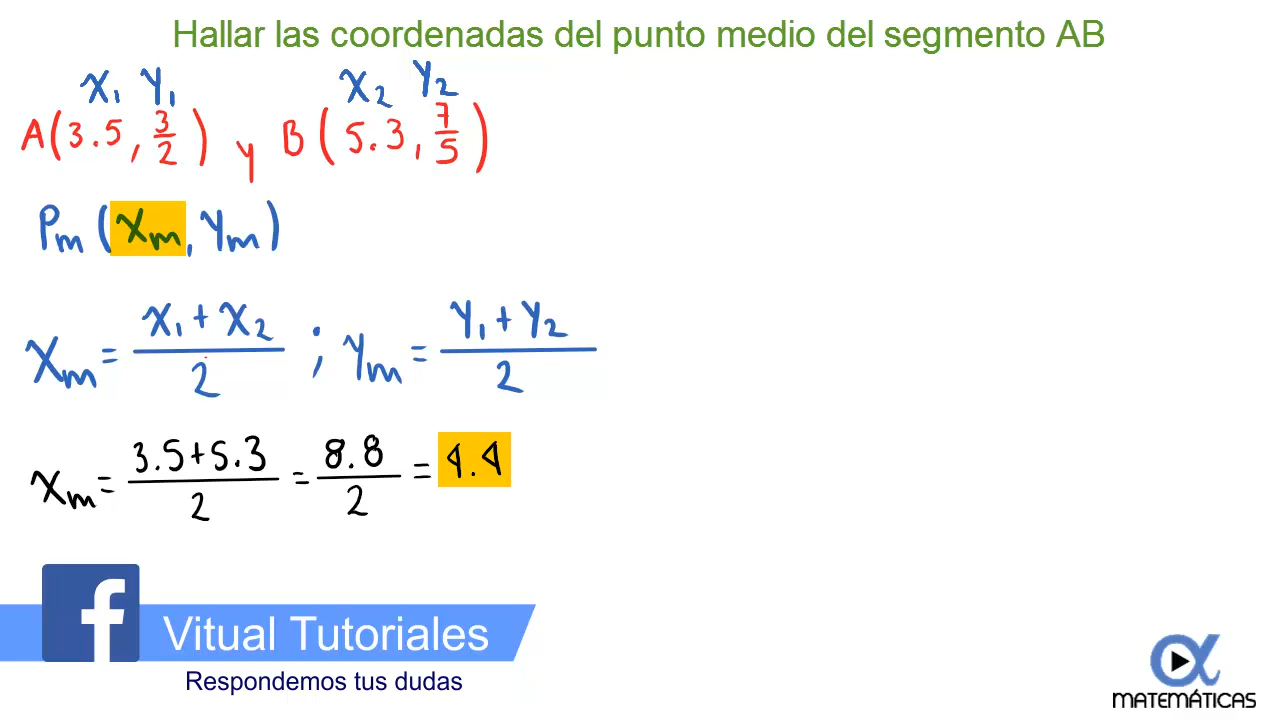 Hallar las coordenadas del punto medio del segmento AB
X₁ Y₁ X₂ Y₂
A(3.5, 3/2) y B(5.3, 7/5)
Pm (Xm, Ym)
Xm = (X₁ + X₂)/2 ; Ym = (Y₁ + Y₂)/2
Xm = (3.5+5.3)/2 = 8.8/2 = 4.4
f
Vitual Tutoriales
Respondemos tus dudas
MATEMÁTICAS